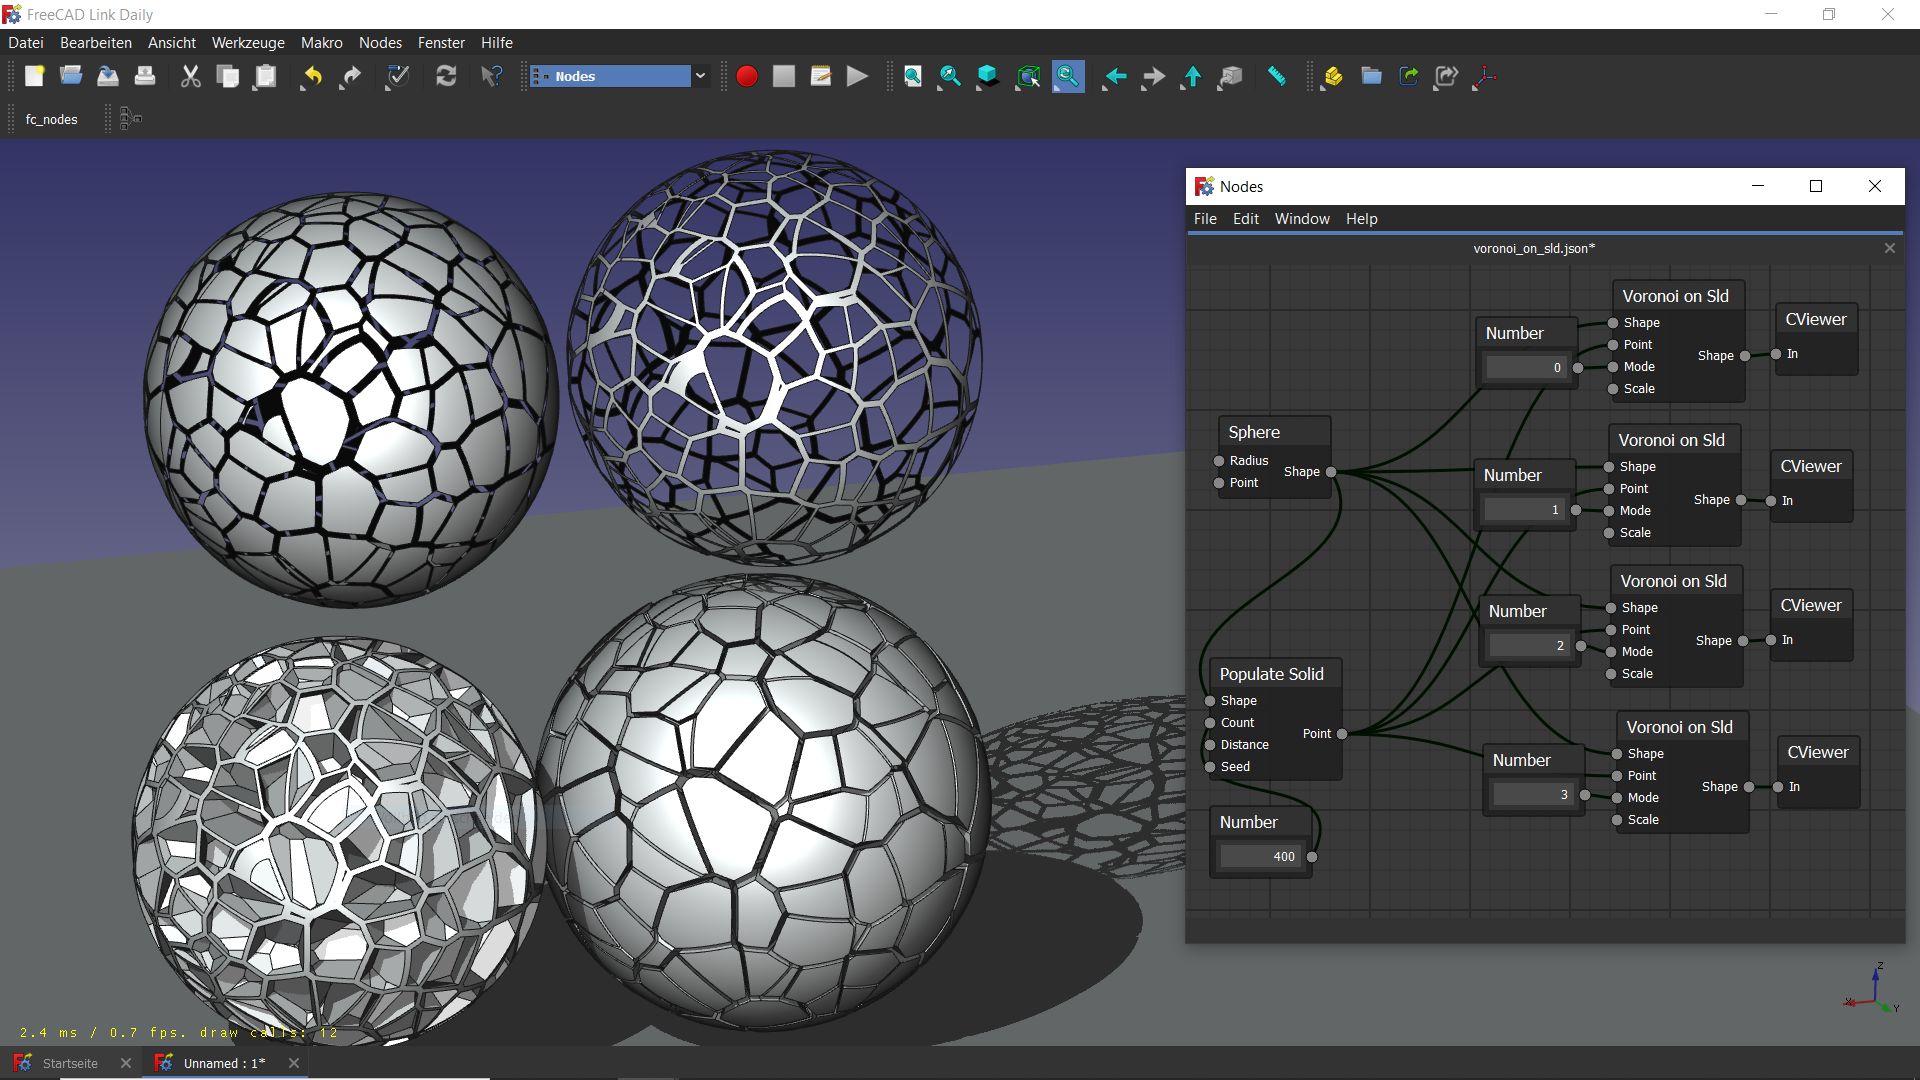 FreeCAD Link Daily
Datei Bearbeiten Ansicht Werkzeuge Makro Nodes Fenster Hilfe
Nodes
fc_nodes
Nodes
File Edit Window Help
voronoi_on_sld.json*
Voronoi on Sld
Shape
Point
Mode
Scale
Shape
CViewer
In
Number
0
Sphere
Radius
Point
Shape
Voronoi on Sld
Shape
Point
Mode
Scale
Shape
CViewer
In
Number
1
Voronoi on Sld
Shape
Point
Mode
Scale
Shape
CViewer
In
Number
2
Populate Solid
Shape
Count
Distance
Seed
Point
Voronoi on Sld
Shape
Point
Mode
Scale
Shape
CViewer
In
Number
3
Number
400
Z
X
Y
2.4 ms / 0.7 fps. draw calls: 12
Startseite
Unnamed : 1*